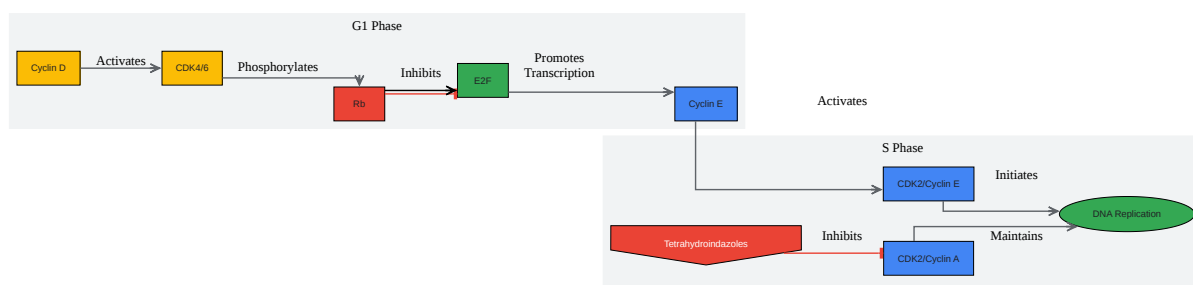 G1 Phase
Cyclin D
Activates
CDK4/6
Phosphorylates
Rb
Inhibits
E2F
Promotes
Transcription
Cyclin E
Activates
S Phase
CDK2/Cyclin E
Initiates
DNA Replication
Tetrahydroindazoles
Inhibits
CDK2/Cyclin A
Maintains